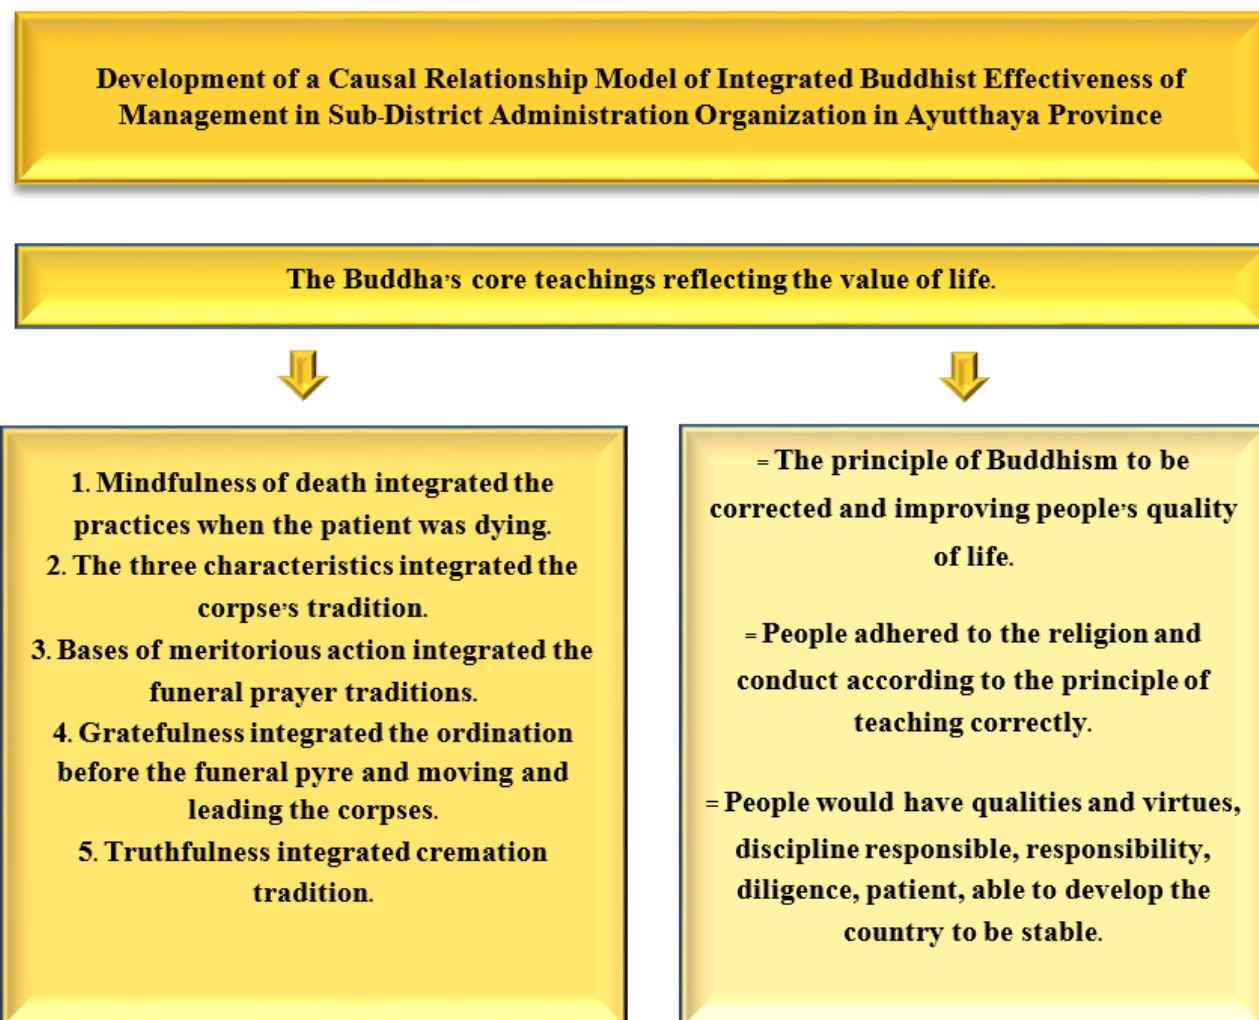 Development of a Causal Relationship Model of Integrated Buddhist Effectiveness of
Management in Sub-District Administration Organization in Ayutthaya Province
The Buddha's core teachings reflecting the value of life.
1. Mindfulness of death integrated the
practices when the patient was dying.
2. The three characteristics integrated the
corpse's tradition.
3. Bases of meritorious action integrated the
funeral prayer traditions.
4. Gratefulness integrated the ordination
before the funeral pyre and moving and
leading the corpses.
5. Truthfulness integrated cremation
tradition.
= The principle of Buddhism to be
corrected and improving people's quality
of life.
= People adhered to the religion and
conduct according to the principle of
teaching correctly.
= People would have qualities and virtues,
discipline responsible, responsibility,
diligence, patient, able to develop the
country to be stable.